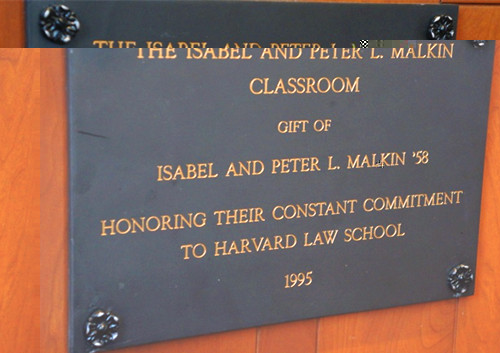 THE ISABEL AND PETER L. MALKIN
CLASSROOM
GIFT OF
ISABEL AND PETER L. MALKIN '58
HONORING THEIR CONSTANT COMMITMENT
TO HARVARD LAW SCHOOL
1995